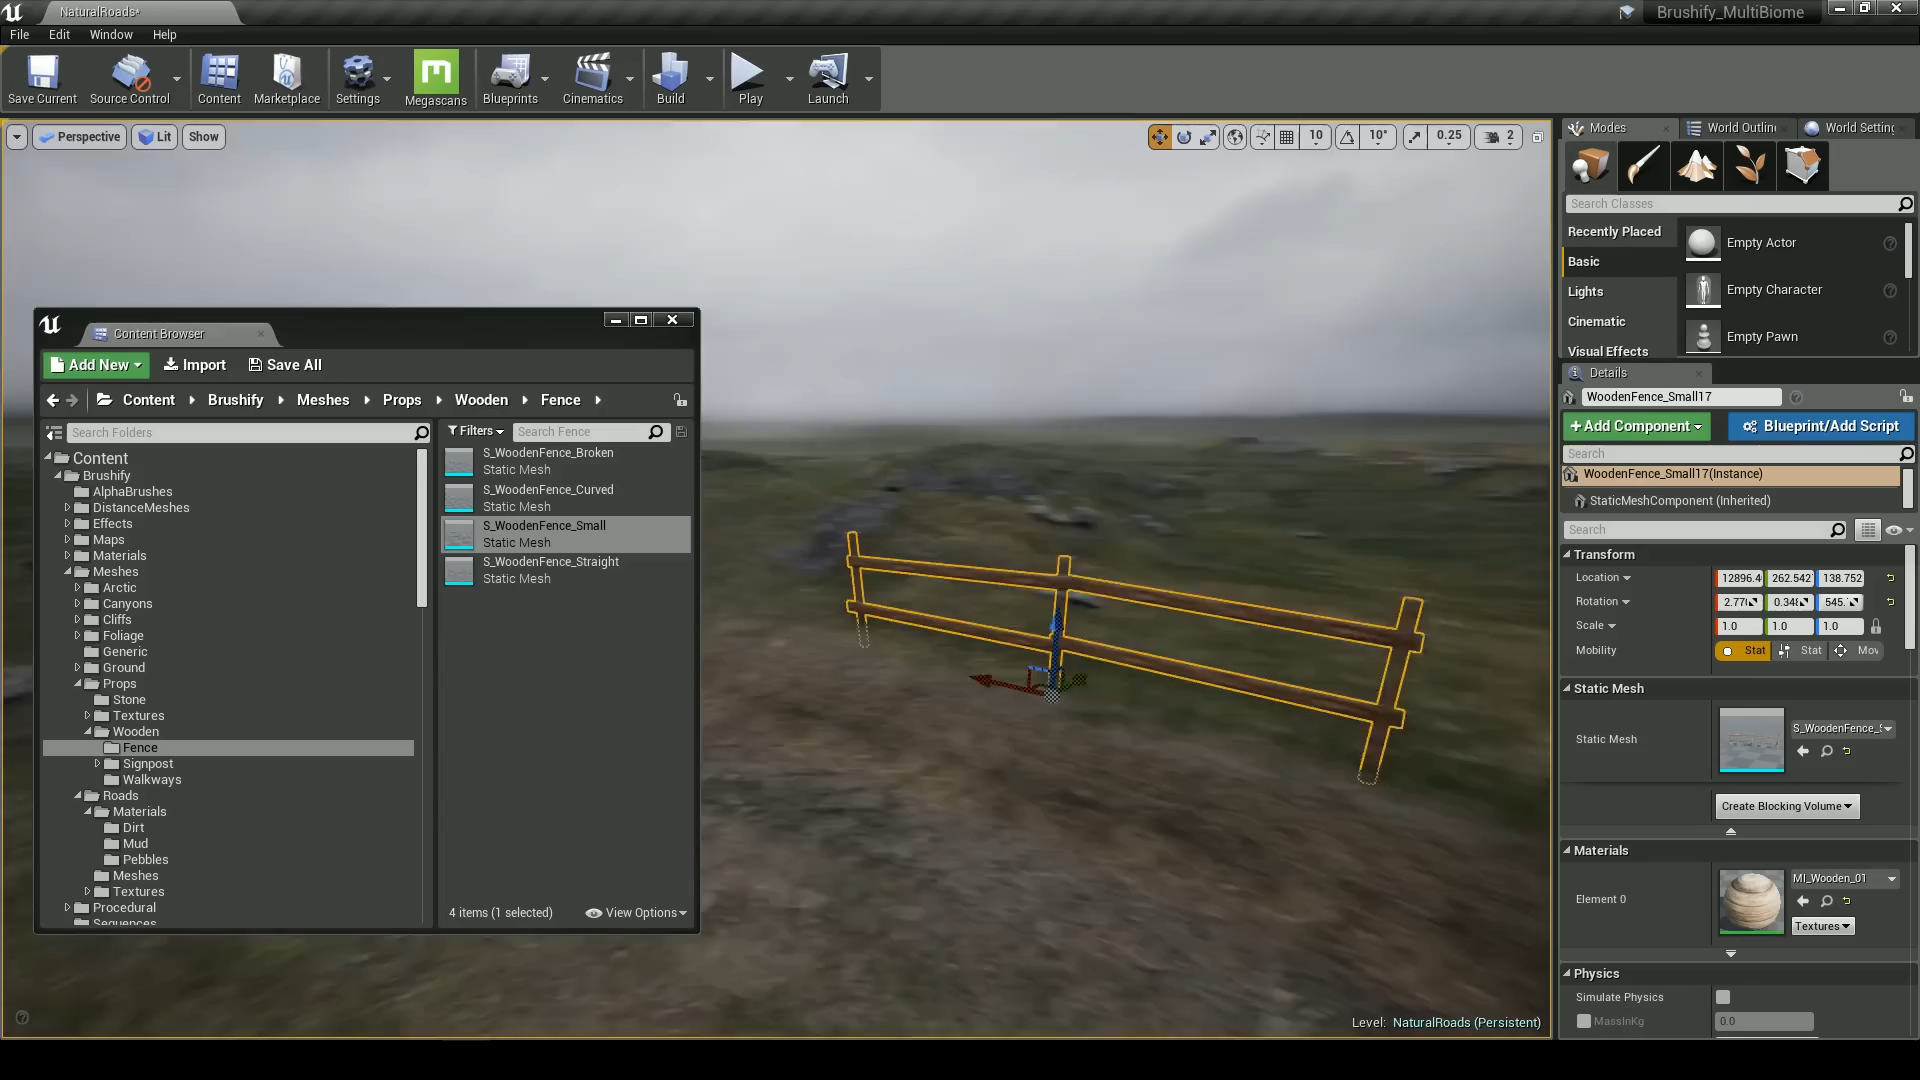 NaturalRoads*
Brushify_MultiBiome
File Edit Window Help
Save Current
Source Control
Content
Marketplace
Settings
Megascans
Blueprints
Cinematics
Build
Play
Launch
Perspective
Lit
Show
10
10°
0.25
2
Modes
World Outlin
World Setting
Search Classes
Recently Placed
Basic
Lights
Cinematic
Visual Effects
Empty Actor
Empty Character
Empty Pawn
Content Browser
Add New
Import
Save All
Content Brushify Meshes Props Wooden Fence
Search Folders
Content
Brushify
AlphaBrushes
DistanceMeshes
Effects
Maps
Materials
Meshes
Arctic
Canyons
Cliffs
Foliage
Generic
Ground
Props
Stone
Textures
Wooden
Fence
Signpost
Walkways
Roads
Materials
Dirt
Mud
Pebbles
Meshes
Textures
Procedural
Sequences
Filters
Search Fence
S_WoodenFence_Broken
Static Mesh
S_WoodenFence_Curved
Static Mesh
S_WoodenFence_Small
Static Mesh
S_WoodenFence_Straight
Static Mesh
4 items (1 selected)
View Options
Details
WoodenFence_Small17
+Add Component
Blueprint/Add Script
Search
WoodenFence_Small17(Instance)
StaticMeshComponent (Inherited)
Search
Transform
Location 12896.4 262.542 138.752
Rotation 2.77 0.348 545.
Scale 1.0 1.0 1.0
Mobility Stat Stat Mov
Static Mesh
Static Mesh
S_WoodenFence_S
Create Blocking Volume
Materials
Element 0
MI_Wooden_01
Textures
Physics
Simulate Physics
MassInKg 0.0
Level: NaturalRoads (Persistent)